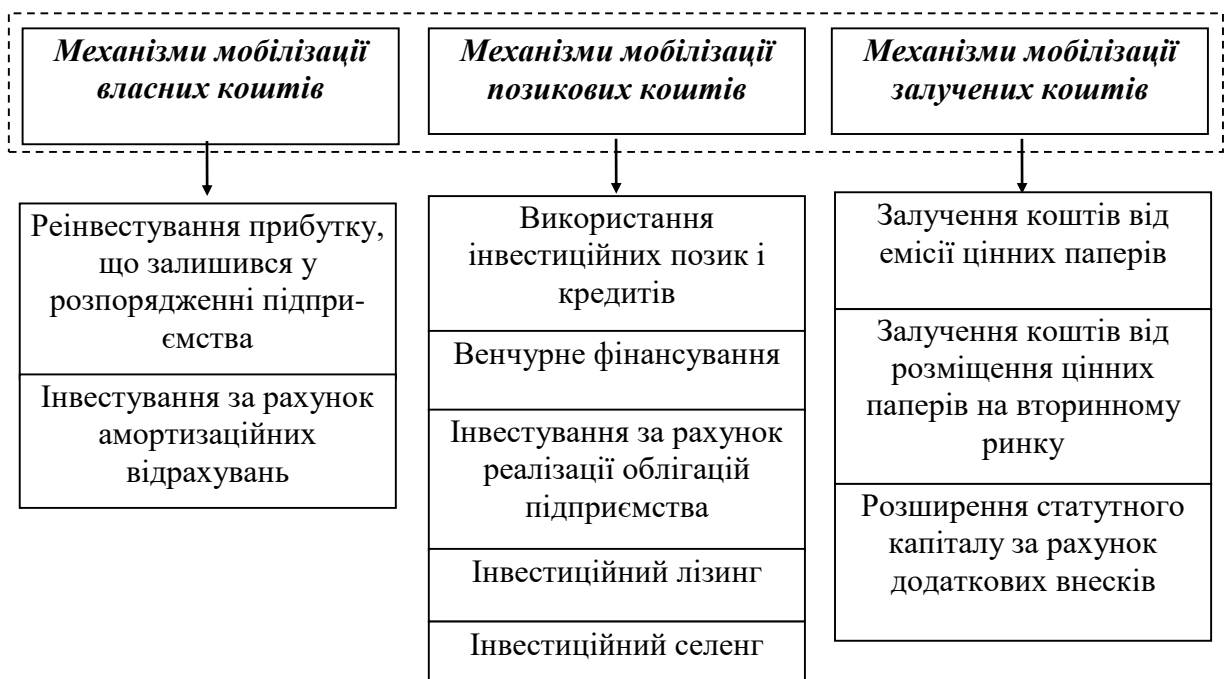 Механізми мобілізації
власних коштів
Механізми мобілізації
позикових коштів
Механізми мобілізації
залучених коштів
Реінвестування прибутку,
що залишився у
розпорядженні підпри-
ємства
Інвестування за рахунок
амортизаційних
відрахувань
Використання
інвестиційних позик і
кредитів
Венчурне фінансування
Інвестування за рахунок
реалізації облігацій
підприємства
Інвестиційний лізинг
Інвестиційний селенг
Залучення коштів від
емісії цінних паперів
Залучення коштів від
розміщення цінних
паперів на вторинному
ринку
Розширення статутного
капіталу за рахунок
додаткових внесків